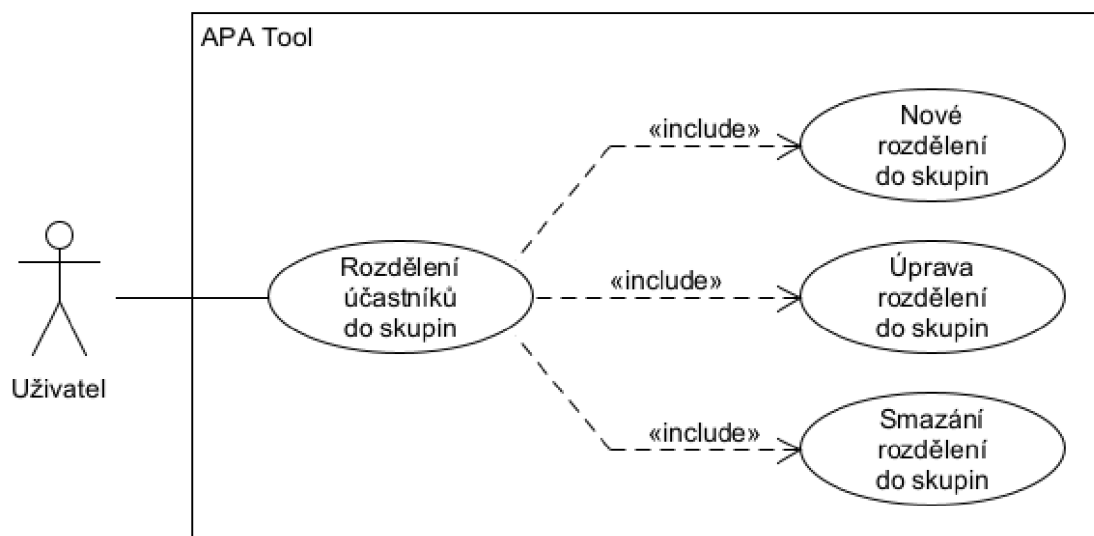 APA Tool
«include»
Nové
rozdělení
do skupin
Uživatel
Rozdělení
účastníků
do skupin
«include»
Úprava
rozdělení
do skupin
«include»
Smazání
rozdělení
do skupin